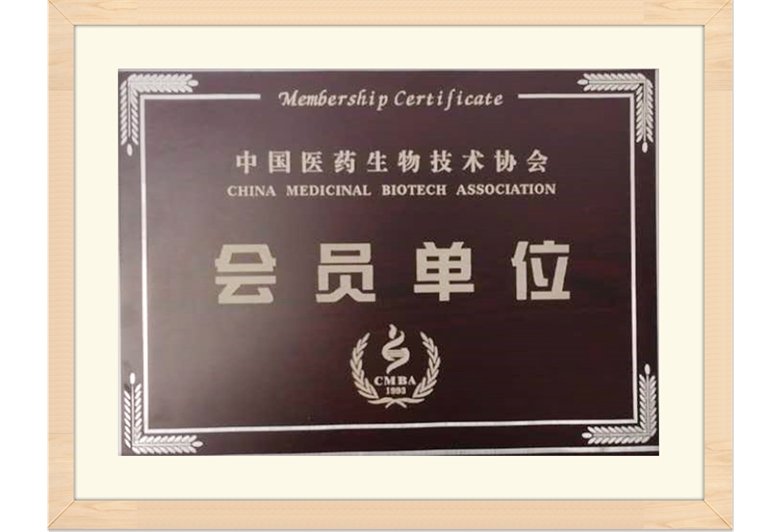 Membership Certificate
中国医药生物技术协会
CHINA MEDICINAL BIOTECH ASSOCIATION
会员单位
CMBA
1993